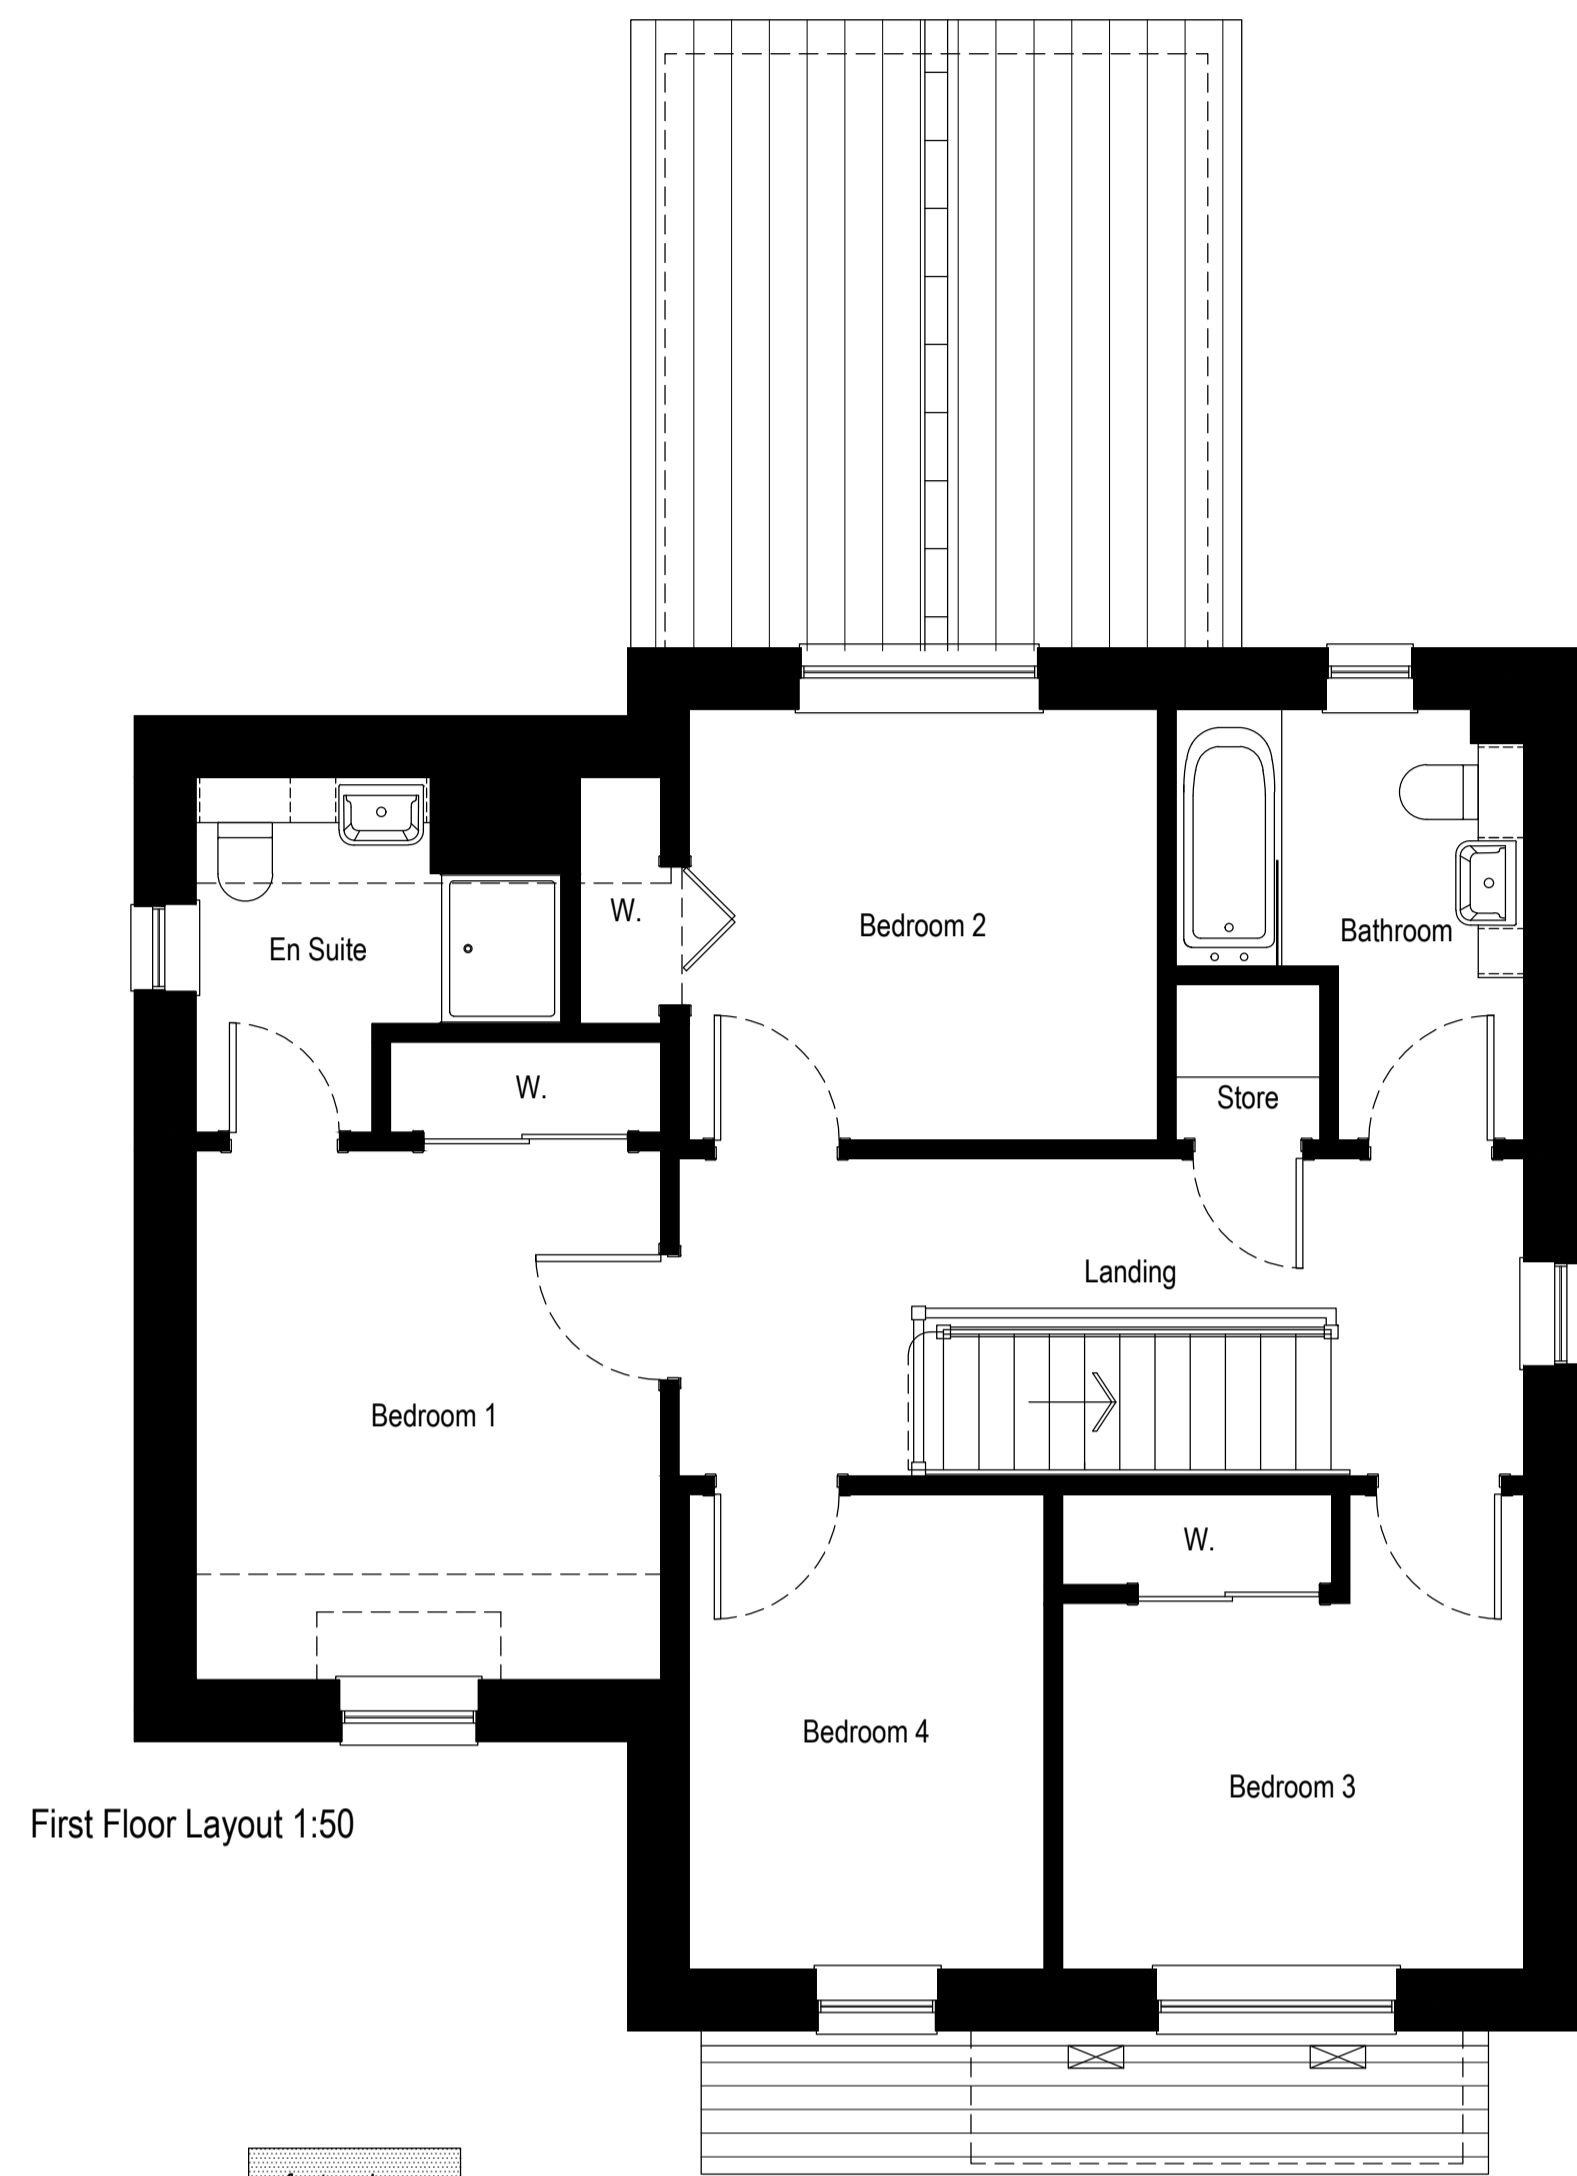 W.
Bedroom 2
Bathroom
En Suite
W.
Store
Landing
Bedroom 1
W.
Bedroom 4
Bedroom 3
First Floor Layout 1:50